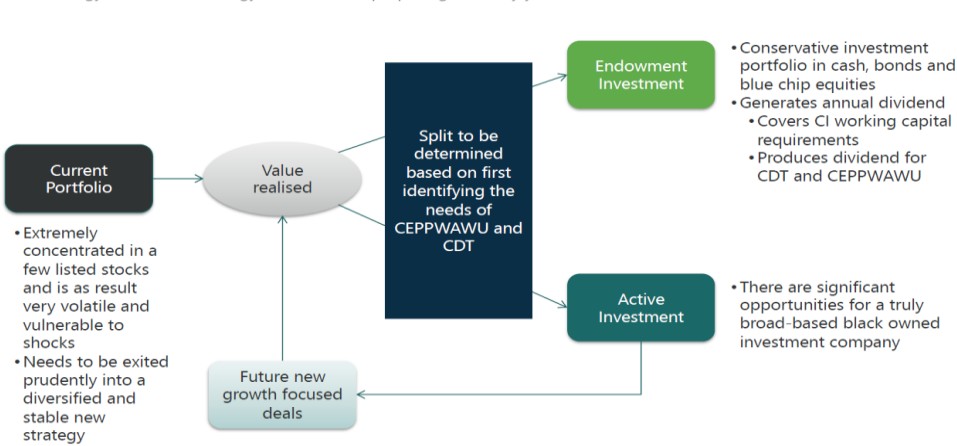 Current
Portfolio
• Extremely
concentrated in a
few listed stocks
and is as result
very volatile and
vulnerable to
shocks
• Needs to be exited
prudently into a
diversified and
stable new
strategy
Value
realised
Future new
growth focused
deals
Split to be
determined
based on first
identifying the
needs of
CEPPWAWU and
CDT
Endowment
Investment
• Conservative investment
portfolio in cash, bonds and
blue chip equities
• Generates annual dividend
• Covers CI working capital
requirements
• Produces dividend for
CDT and CEPPWAWU
Active
Investment
• There are significant
opportunities for a truly
broad-based black owned
investment company